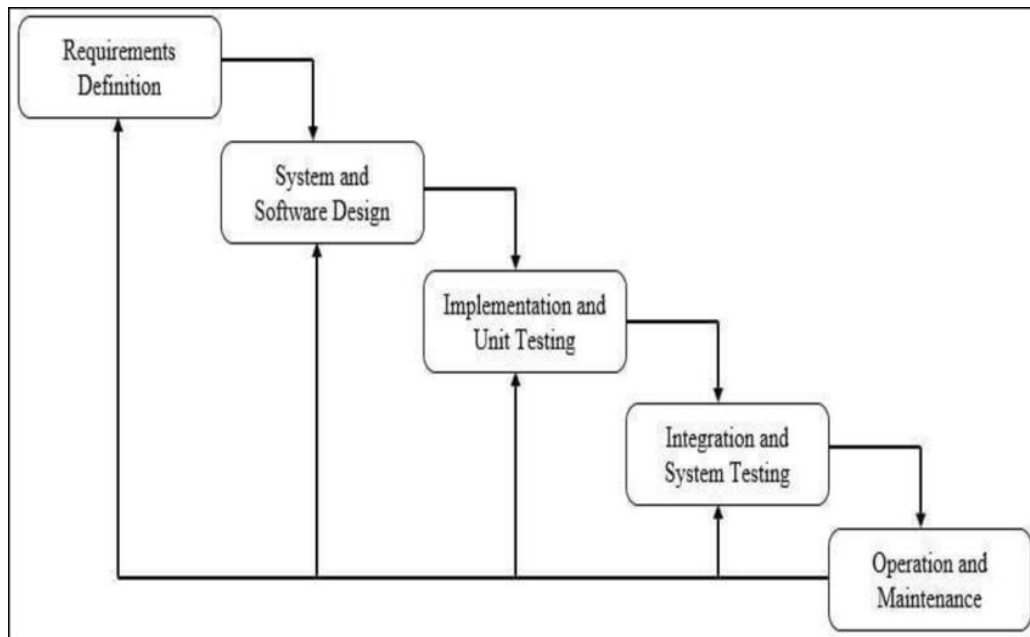 Requirements
Definition
System and
Software Design
Implementation and
Unit Testing
Integration and
System Testing
Operation and
Maintenance